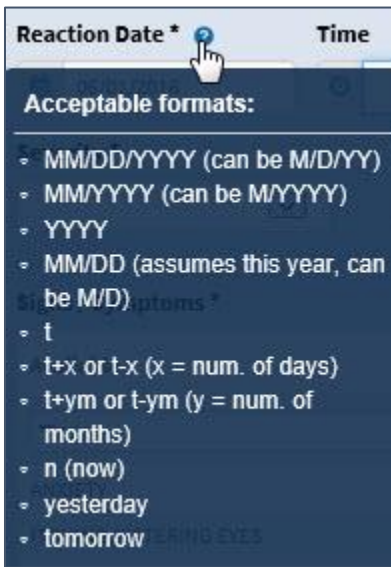 Reaction Date * ?
Time
Acceptable formats:
MM/DD/YYYY (can be M/D/YY)
MM/YYYY (can be M/YYYY)
YYYY
MM/DD (assumes this year, can
be M/D)
t
t+x or t-x (x = num. of days)
t+ym or t-ym (y = num. of
months)
n (now)
yesterday
tomorrow